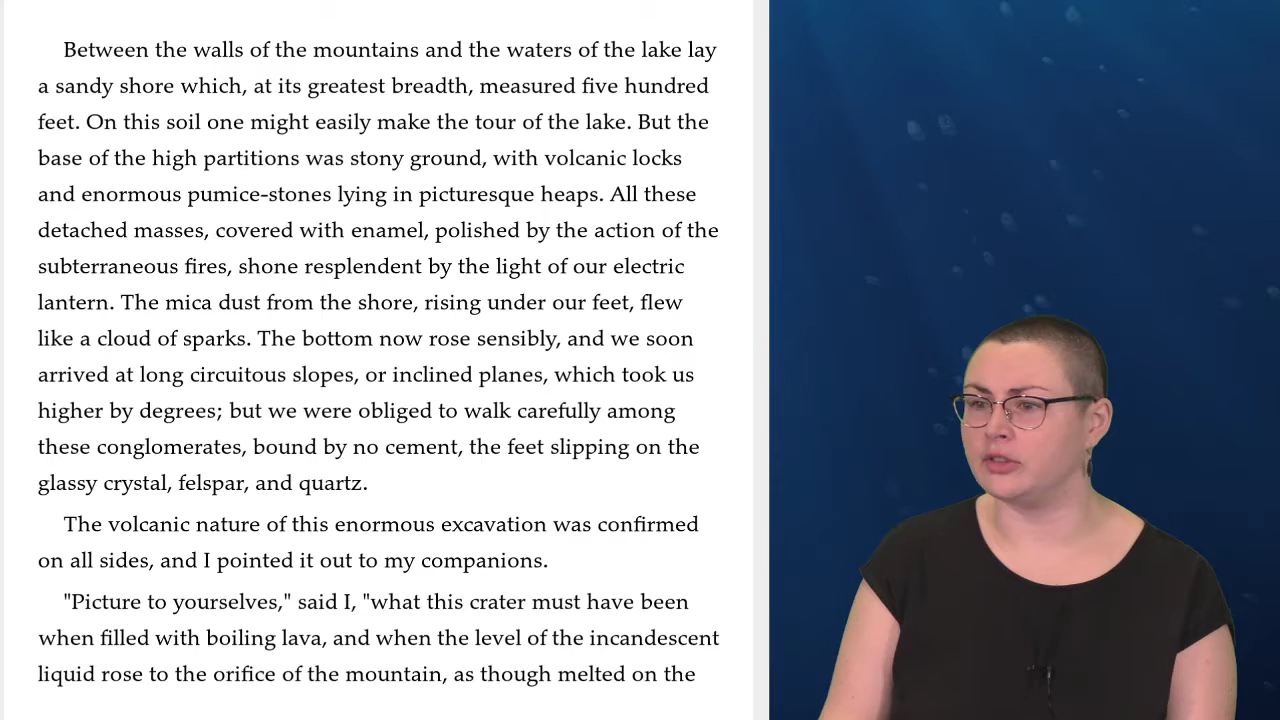 Between the walls of the mountains and the waters of the lake lay
a sandy shore which, at its greatest breadth, measured five hundred
feet. On this soil one might easily make the tour of the lake. But the
base of the high partitions was stony ground, with volcanic locks
and enormous pumice-stones lying in picturesque heaps. All these
detached masses, covered with enamel, polished by the action of the
subterraneous fires, shone resplendent by the light of our electric
lantern. The mica dust from the shore, rising under our feet, flew
like a cloud of sparks. The bottom now rose sensibly, and we soon
arrived at long circuitous slopes, or inclined planes, which took us
higher by degrees; but we were obliged to walk carefully among
these conglomerates, bound by no cement, the feet slipping on the
glassy crystal, felspar, and quartz.
The volcanic nature of this enormous excavation was confirmed
on all sides, and I pointed it out to my companions.
"Picture to yourselves," said I, "what this crater must have been
when filled with boiling lava, and when the level of the incandescent
liquid rose to the orifice of the mountain, as though melted on the